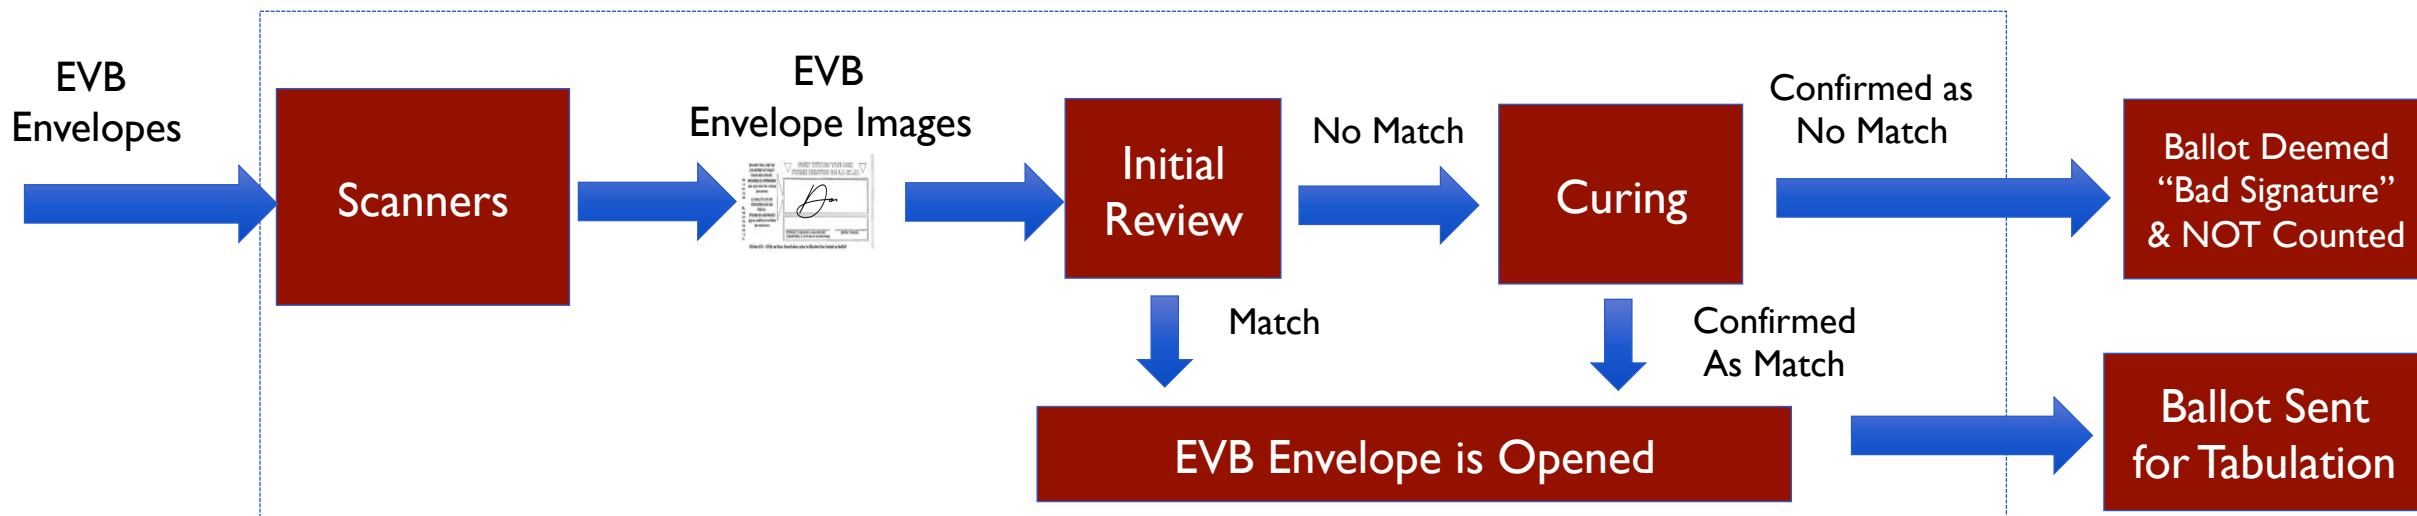 EVB
Envelopes
Scanners
EVB
Envelope Images
Initial
Review
No Match
Match
Curing
Confirmed as
No Match
Confirmed
As Match
EVB Envelope is Opened
Ballot Deemed
“Bad Signature”
& NOT Counted
Ballot Sent
for Tabulation